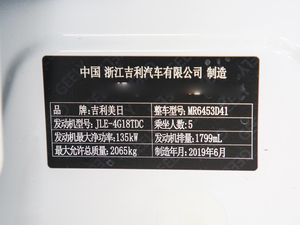 中国 浙江吉利汽车有限公司 制造
品 牌:吉利美日 整车型号:MR6453D41
发动机型号:JLE-4G18TDC 乘坐人数:5
发动机最大净功率:135kW 发动机排量:1799mL
最大允许总质量:2065kg 制造年月:2019年6月